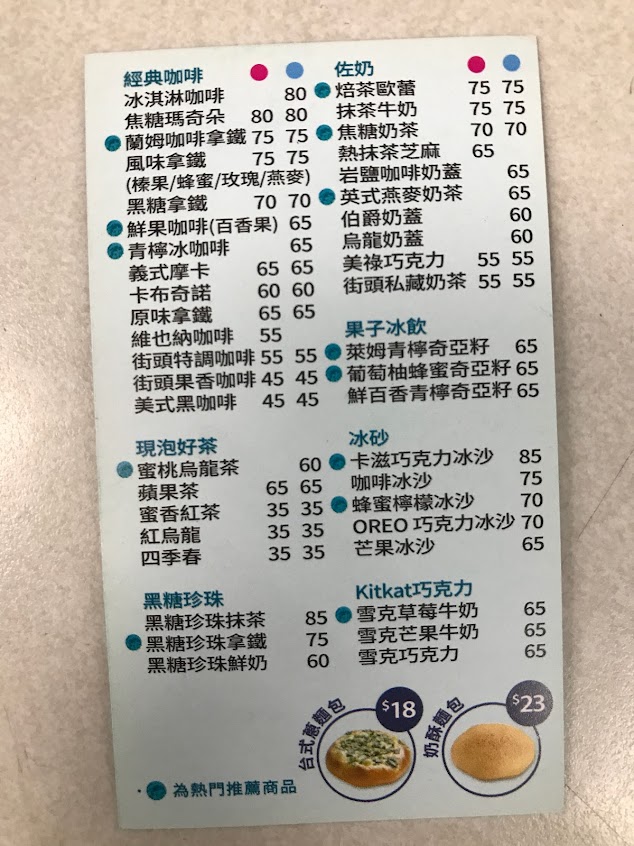 經典咖啡
冰淇淋咖啡 80
焦糖瑪奇朵 80 80
蘭姆咖啡拿鐵 75 75
風味拿鐵 75 75
(榛果/蜂蜜/玫瑰/燕麥)
黑糖拿鐵 70 70
鮮果咖啡(百香果) 65
青檸冰咖啡 65
義式摩卡 65 65
卡布奇諾 60 60
原味拿鐵 65 65
維也納咖啡 55
街頭特調咖啡 55 55
街頭果香咖啡 45 45
美式黑咖啡 45 45
現泡好茶
蜜桃烏龍茶 60
蘋果茶 65 65
蜜香紅茶 35 35
紅烏龍 35 35
四季春 35 35
黑糖珍珠
黑糖珍珠抹茶 85
黑糖珍珠拿鐵 75
黑糖珍珠鮮奶 60
佐奶
焙茶歐蕾 75 75
抹茶牛奶 75 75
焦糖奶茶 70 70
熱抹茶芝麻 65
岩鹽咖啡奶蓋 65
英式燕麥奶茶 65
伯爵奶蓋 60
烏龍奶蓋 60
美祿巧克力 55 55
街頭私藏奶茶 55 55
果子冰飲
萊姆青檸奇亞籽 65
葡萄柚蜂蜜奇亞籽 65
鮮百香青檸奇亞籽 65
冰砂
卡滋巧克力冰沙 85
咖啡冰沙 75
蜂蜜檸檬冰沙 70
OREO 巧克力冰沙 70
芒果冰沙 65
Kitkat巧克力
雪克草莓牛奶 65
雪克芒果牛奶 65
雪克巧克力 65
台式蔥麵包 $18
奶酥麵包 $23
為熱門推薦商品